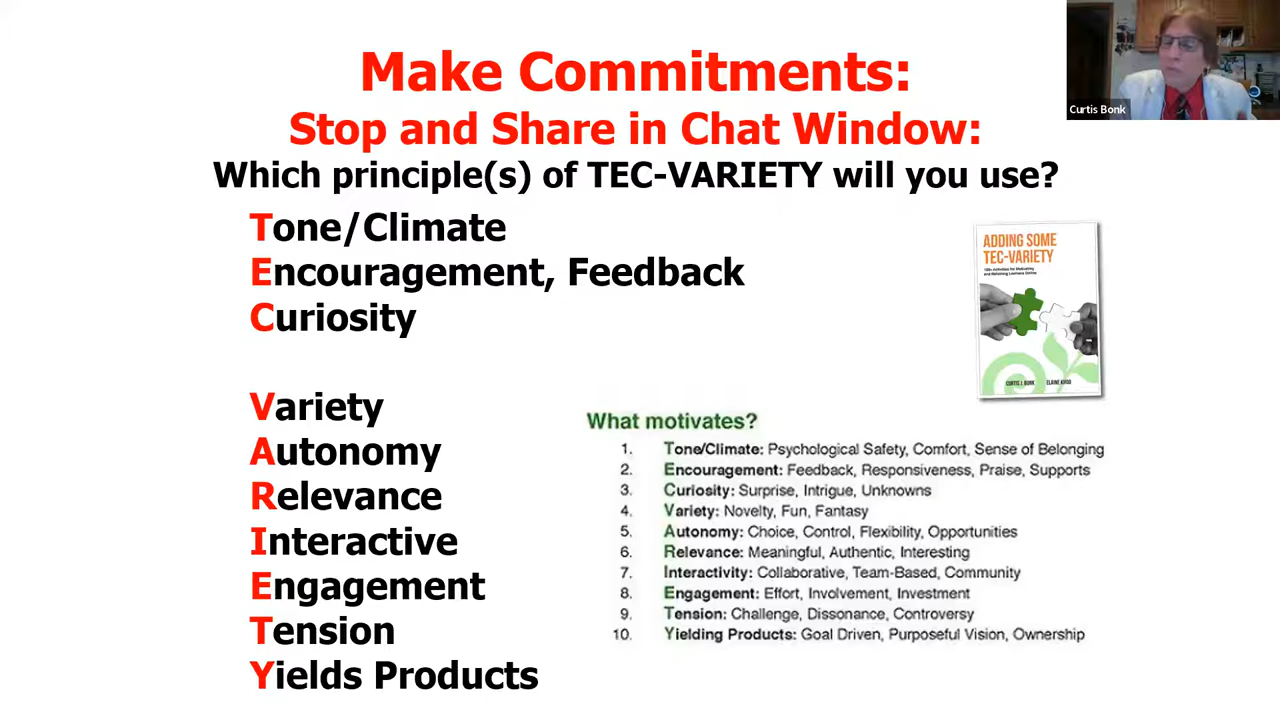 Make Commitments:
Stop and Share in Chat Window:
Which principle(s) of TEC-VARIETY will you use?
Tone/Climate
Encouragement, Feedback
Curiosity
Variety
Autonomy
Relevance
Interactive
Engagement
Tension
Yields Products
Curtis Bonk
ADDING SOME
TEC-VARIETY
100+ Activities for Motivating
and Retaining Learners Online
CURTIS J. BONK ELAINE KHOO
What motivates?
1. Tone/Climate: Psychological Safety, Comfort, Sense of Belonging
2. Encouragement: Feedback, Responsiveness, Praise, Supports
3. Curiosity: Surprise, Intrigue, Unknowns
4. Variety: Novelty, Fun, Fantasy
5. Autonomy: Choice, Control, Flexibility, Opportunities
6. Relevance: Meaningful, Authentic, Interesting
7. Interactivity: Collaborative, Team-Based, Community
8. Engagement: Effort, Involvement, Investment
9. Tension: Challenge, Dissonance, Controversy
10. Yielding Products: Goal Driven, Purposeful Vision, Ownership